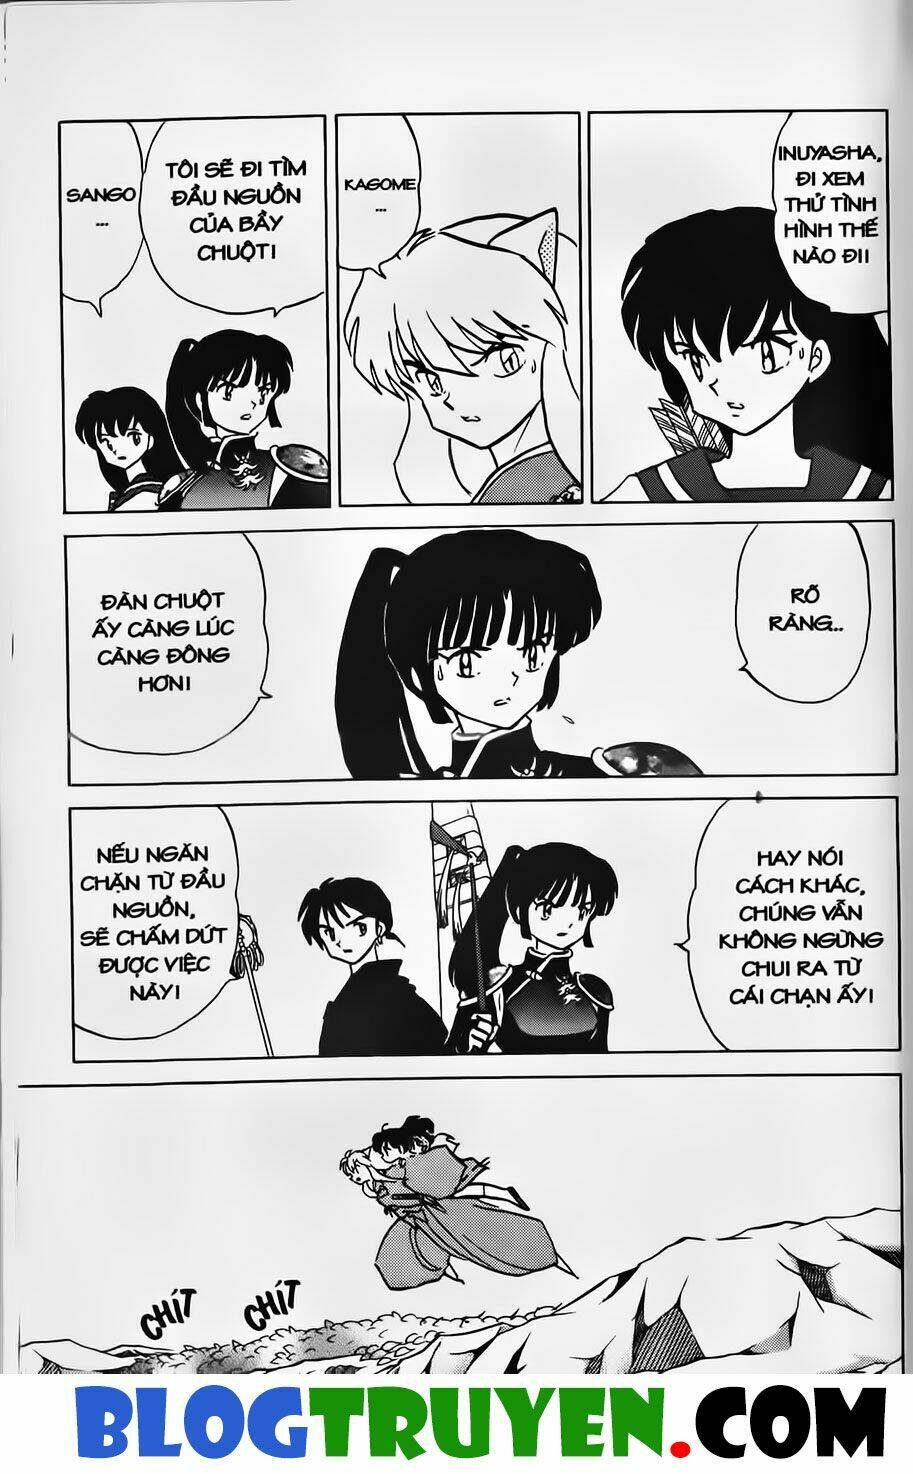 INUYASHA,
ĐI XEM
THỬ TÌNH
HÌNH THẾ
NÀO ĐI!
KAGOME
...
TÔI SẼ ĐI TÌM
ĐẦU NGUỒN
CỦA BẦY
CHUỘT!
SANGO
...
RÕ
RÀNG...
ĐÀN CHUỘT
ẤY CÀNG LÚC
CÀNG ĐÔNG
HƠN!
HAY NÓI
CÁCH KHÁC,
CHÚNG VẪN
KHÔNG NGỪNG
CHUI RA TỪ
CÁI CHẠN ẤY!
NẾU NGĂN
CHẶN TỪ ĐẦU
NGUỒN,
SẼ CHẤM DỨT
ĐƯỢC VIỆC
NÀY!
CHÍT
CHÍT
BLOGTRUYEN.COM